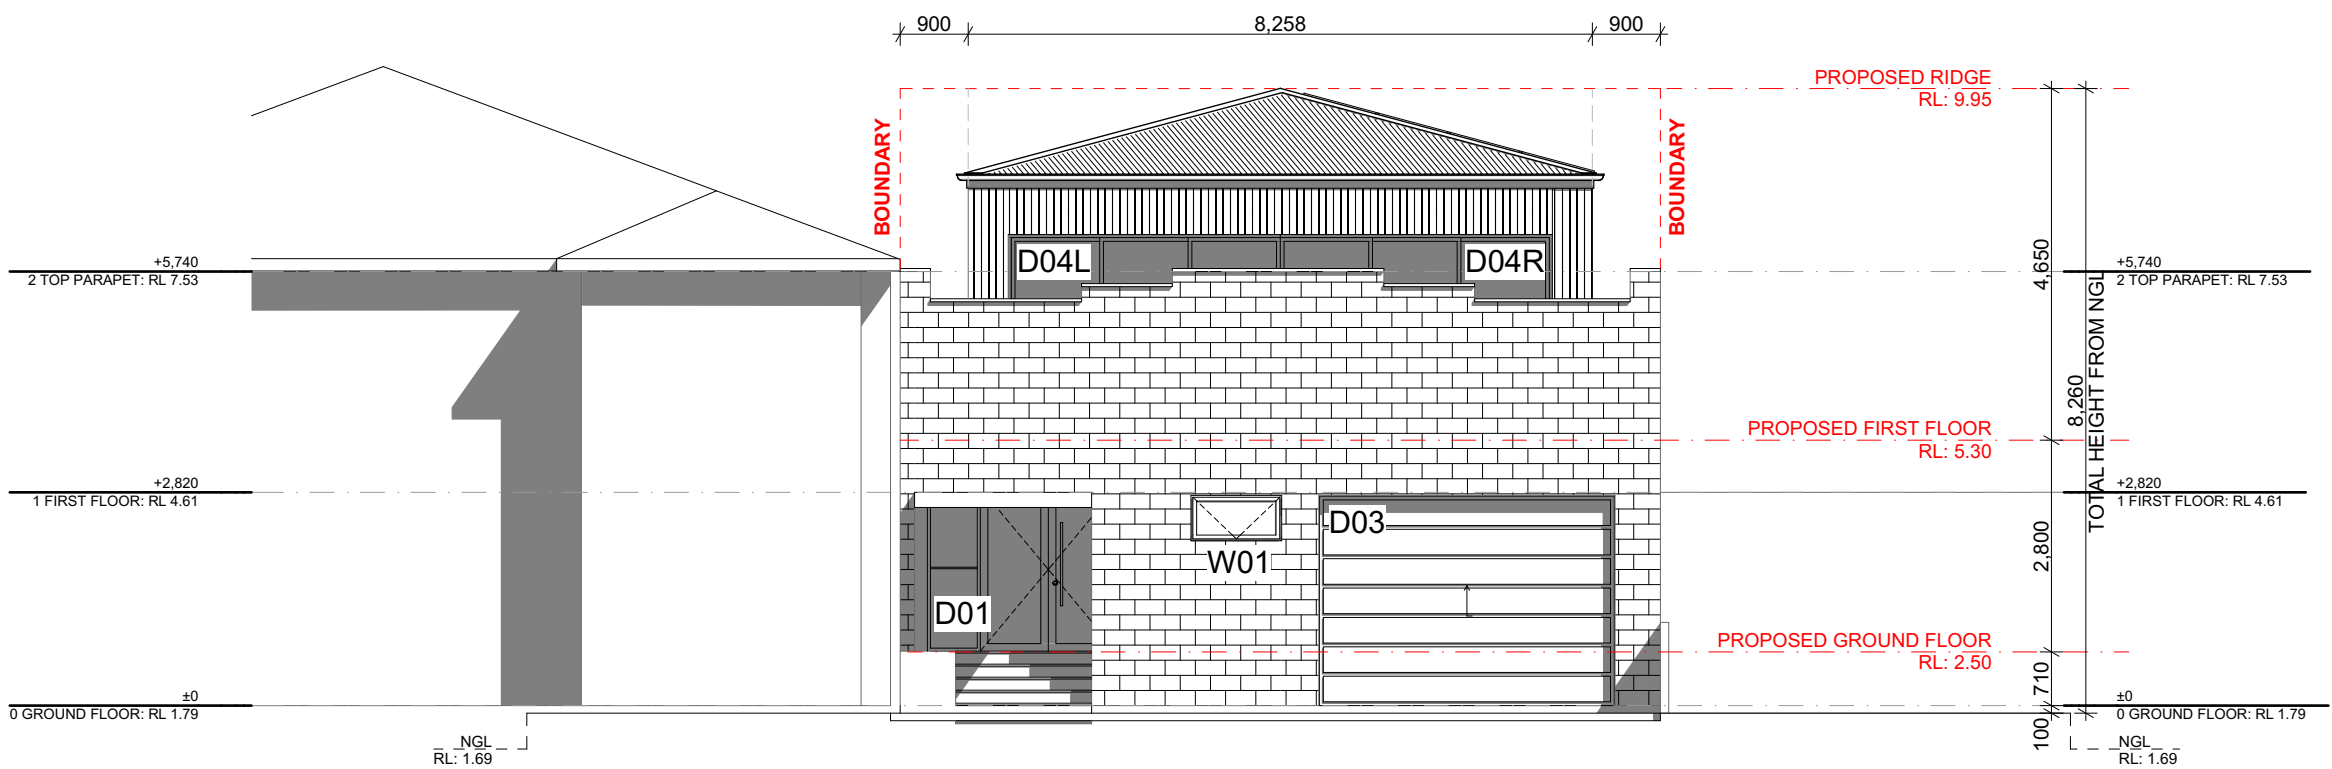 900
8,258
900
PROPOSED RIDGE
RL: 9.95
BOUNDARY
BOUNDARY
D04L
D04R
+5,740
2 TOP PARAPET: RL 7.53
4,650
+5,740
2 TOP PARAPET: RL 7.53
8,260
TOTAL HEIGHT FROM NGL
PROPOSED FIRST FLOOR
RL: 5.30
+2,820
1 FIRST FLOOR: RL 4.61
+2,820
1 FIRST FLOOR: RL 4.61
D03
W01
2,800
D01
PROPOSED GROUND FLOOR
RL: 2.50
710
±0
0 GROUND FLOOR: RL 1.79
±0
0 GROUND FLOOR: RL 1.79
100
NGL
RL: 1.69
NGL
RL: 1.69